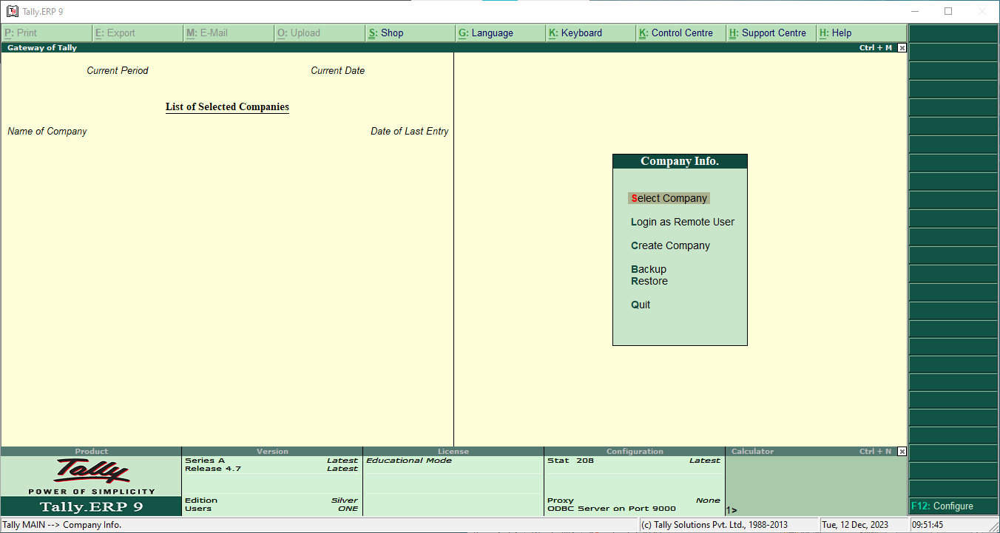 Tally.ERP 9
P: Print E: Export M: E-Mail O: Upload S: Shop G: Language K: Keyboard K: Control Centre H: Support Centre H: Help
Gateway of Tally Ctrl + M
Current Period Current Date
List of Selected Companies
Name of Company Date of Last Entry
Company Info.
Select Company
Login as Remote User
Create Company
Backup
Restore
Quit
Product Version License Configuration Calculator Ctrl + N
Series A Latest Educational Mode Stat 208 Latest
Release 4.7 Latest
Tally
POWER OF SIMPLICITY
Edition Silver Proxy None
Users ONE ODBC Server on Port 9000
Tally.ERP 9
1>
F12: Configure
Tally MAIN --> Company Info. (c) Tally Solutions Pvt. Ltd., 1988-2013 Tue, 12 Dec, 2023 09:51:45